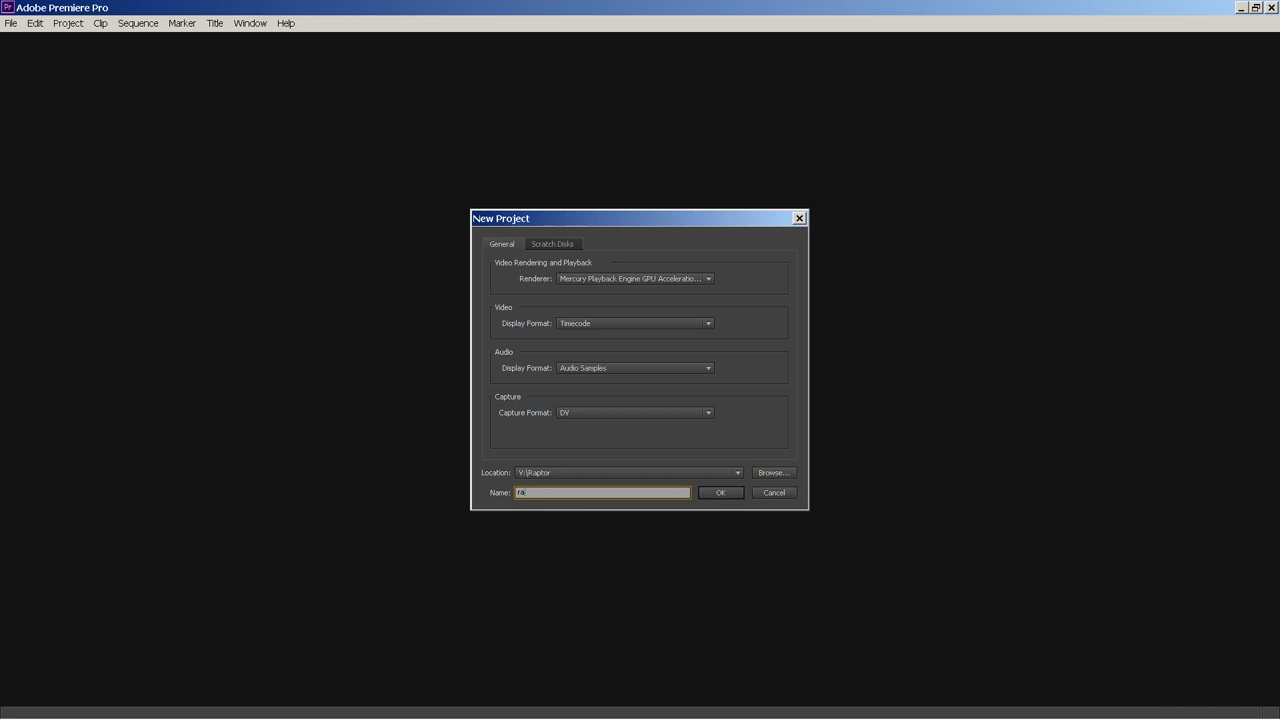 Pr Adobe Premiere Pro
File Edit Project Clip Sequence Marker Title Window Help
New Project
General Scratch Disks
Video Rendering and Playback
Renderer: Mercury Playback Engine GPU Acceleratio...
Video
Display Format: Timecode
Audio
Display Format: Audio Samples
Capture
Capture Format: DV
Location: V:\Raptor Browse...
Name: ra OK Cancel